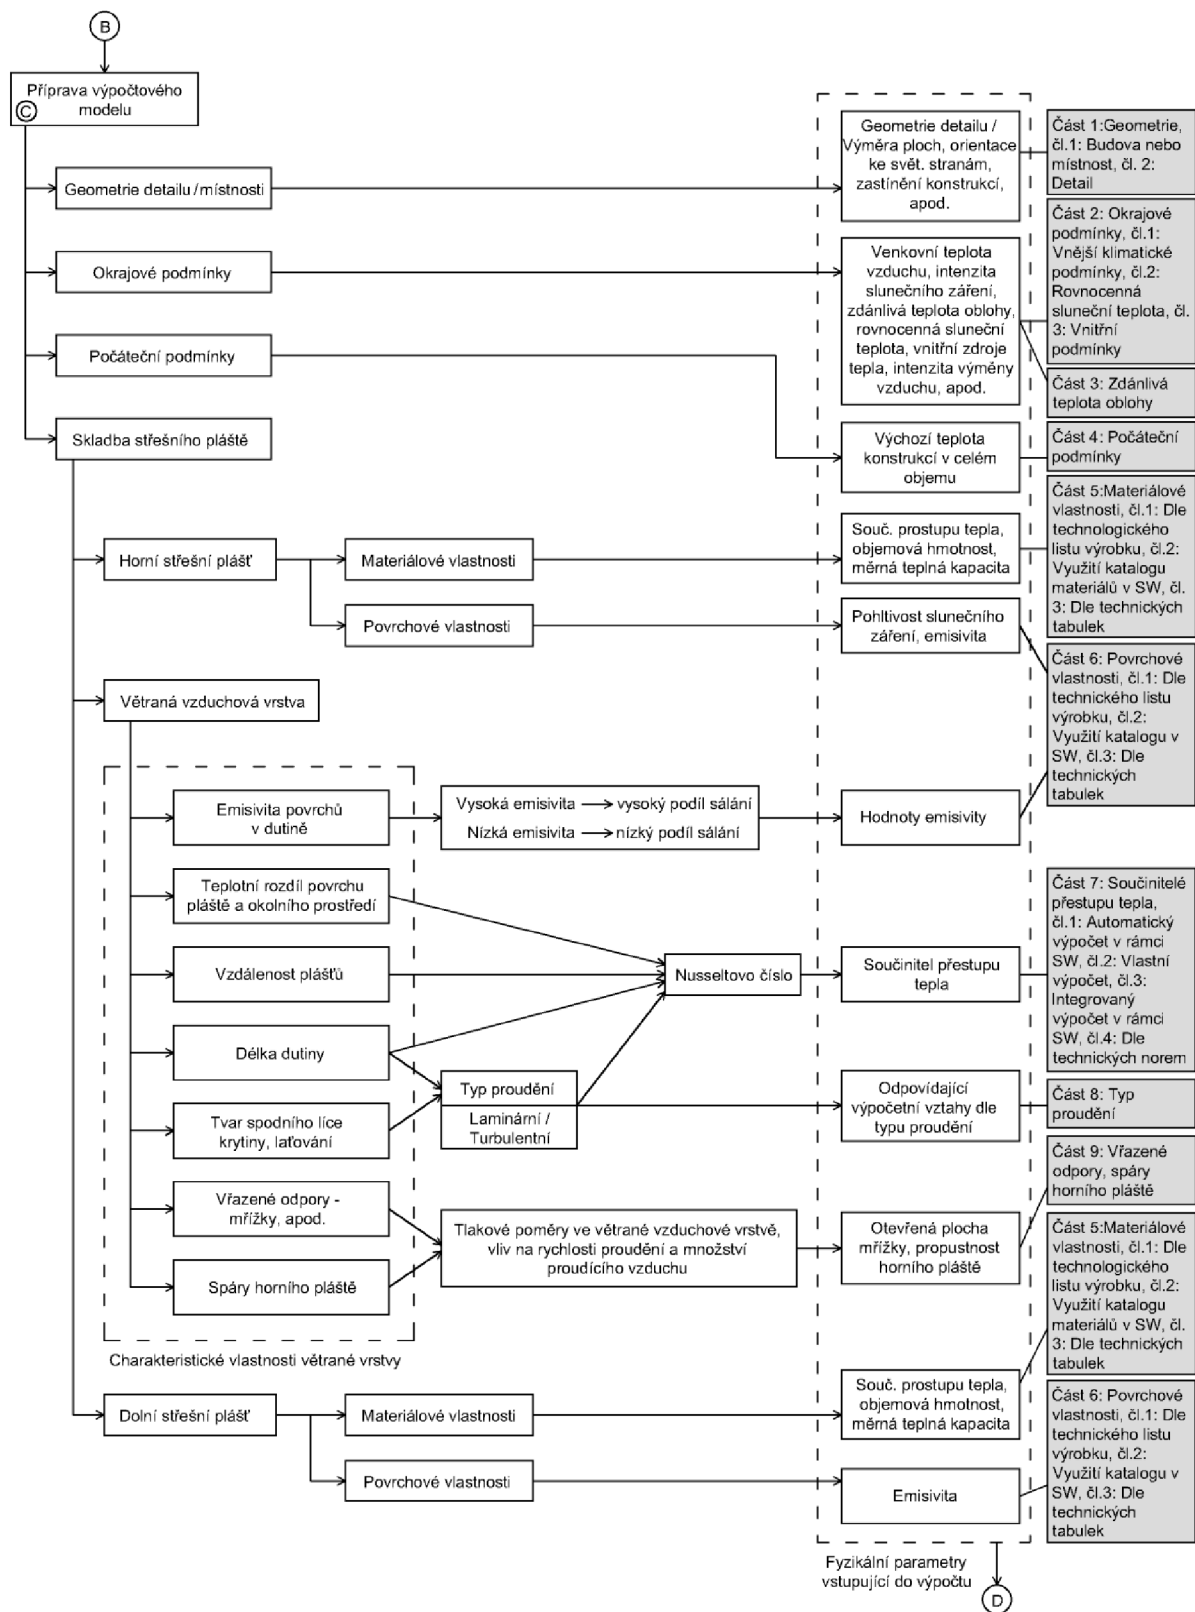 B
Příprava výpočtového
modelu
C
Geometrie detailu / místnosti
Okrajové podmínky
Počáteční podmínky
Skladba střešního pláště
Geometrie detailu /
Výměra ploch, orientace
ke svět. stranám,
zastínění konstrukcí,
apod.
Část 1:Geometrie,
čl.1: Budova nebo
místnost, čl. 2:
Detail
Venkovní teplota
vzduchu, intenzita
slunečního záření,
zdánlivá teplota oblohy,
rovnocenná sluneční
teplota, vnitřní zdroje
tepla, intenzita výměny
vzduchu, apod.
Část 2: Okrajové
podmínky, čl.1:
Vnější klimatické
podmínky, čl.2:
Rovnocenná
sluneční teplota, čl.
3: Vnitřní
podmínky
Část 3: Zdánlivá
teplota oblohy
Výchozí teplota
konstrukcí v celém
objemu
Část 4: Počáteční
podmínky
Horní střešní plášť
Materiálové vlastnosti
Souč. prostupu tepla,
objemová hmotnost,
měrná teplná kapacita
Část 5:Materiálové
vlastnosti, čl.1: Dle
technologického
listu výrobku, čl.2:
Využití katalogu
materiálů v SW, čl.
3: Dle technických
tabulek
Povrchové vlastnosti
Pohltivost slunečního
záření, emisivita
Část 6: Povrchové
vlastnosti, čl.1: Dle
technického listu
výrobku, čl.2:
Využití katalogu v
SW, čl.3: Dle
technických
tabulek
Větraná vzduchová vrstva
Emisivita povrchů
v dutině
Vysoká emisivita vysoký podíl sálání
Nízká emisivita nízký podíl sálání
Hodnoty emisivity
Teplotní rozdíl povrchu
pláště a okolního prostředí
Vzdálenost plášťů
Délka dutiny
Tvar spodního líce
krytiny, laťování
Vřazené odpory -
mřížky, apod.
Spáry horního pláště
Charakteristické vlastnosti větrané vrstvy
Nusseltovo číslo
Typ proudění
Laminární /
Turbulentní
Tlakové poměry ve větrané vzduchové vrstvě,
vliv na rychlosti proudění a množství
proudícího vzduchu
Součinitel přestupu
tepla
Část 7: Součinitelé
přestupu tepla,
čl.1: Automatický
výpočet v rámci
SW, čl.2: Vlastní
výpočet, čl.3:
Integrovaný
výpočet v rámci
SW, čl.4: Dle
technických norem
Odpovídající
výpočetní vztahy dle
typu proudění
Část 8: Typ
proudění
Otevřená plocha
mřížky, propustnost
horního pláště
Část 9: Vřazené
odpory, spáry
horního pláště
Dolní střešní plášť
Materiálové vlastnosti
Souč. prostupu tepla,
objemová hmotnost,
měrná teplná kapacita
Část 5:Materiálové
vlastnosti, čl.1: Dle
technologického
listu výrobku, čl.2:
Využití katalogu
materiálů v SW, čl.
3: Dle technických
tabulek
Povrchové vlastnosti
Emisivita
Část 6: Povrchové
vlastnosti, čl.1: Dle
technického listu
výrobku, čl.2:
Využití katalogu v
SW, čl.3: Dle
technických
tabulek
Fyzikální parametry
vstupující do výpočtu
D